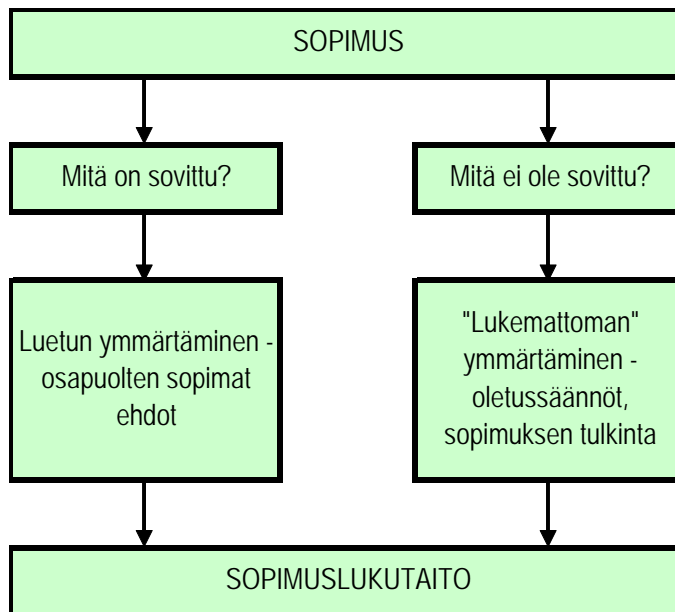 SOPIMUS
Mitä on sovittu?
Mitä ei ole sovittu?
Luetun ymmärtäminen -
osapuolten sopimat
ehdot
"Lukemattoman"
ymmärtäminen -
oletussäännöt,
sopimuksen tulkinta
SOPIMUSLUKUTAITO